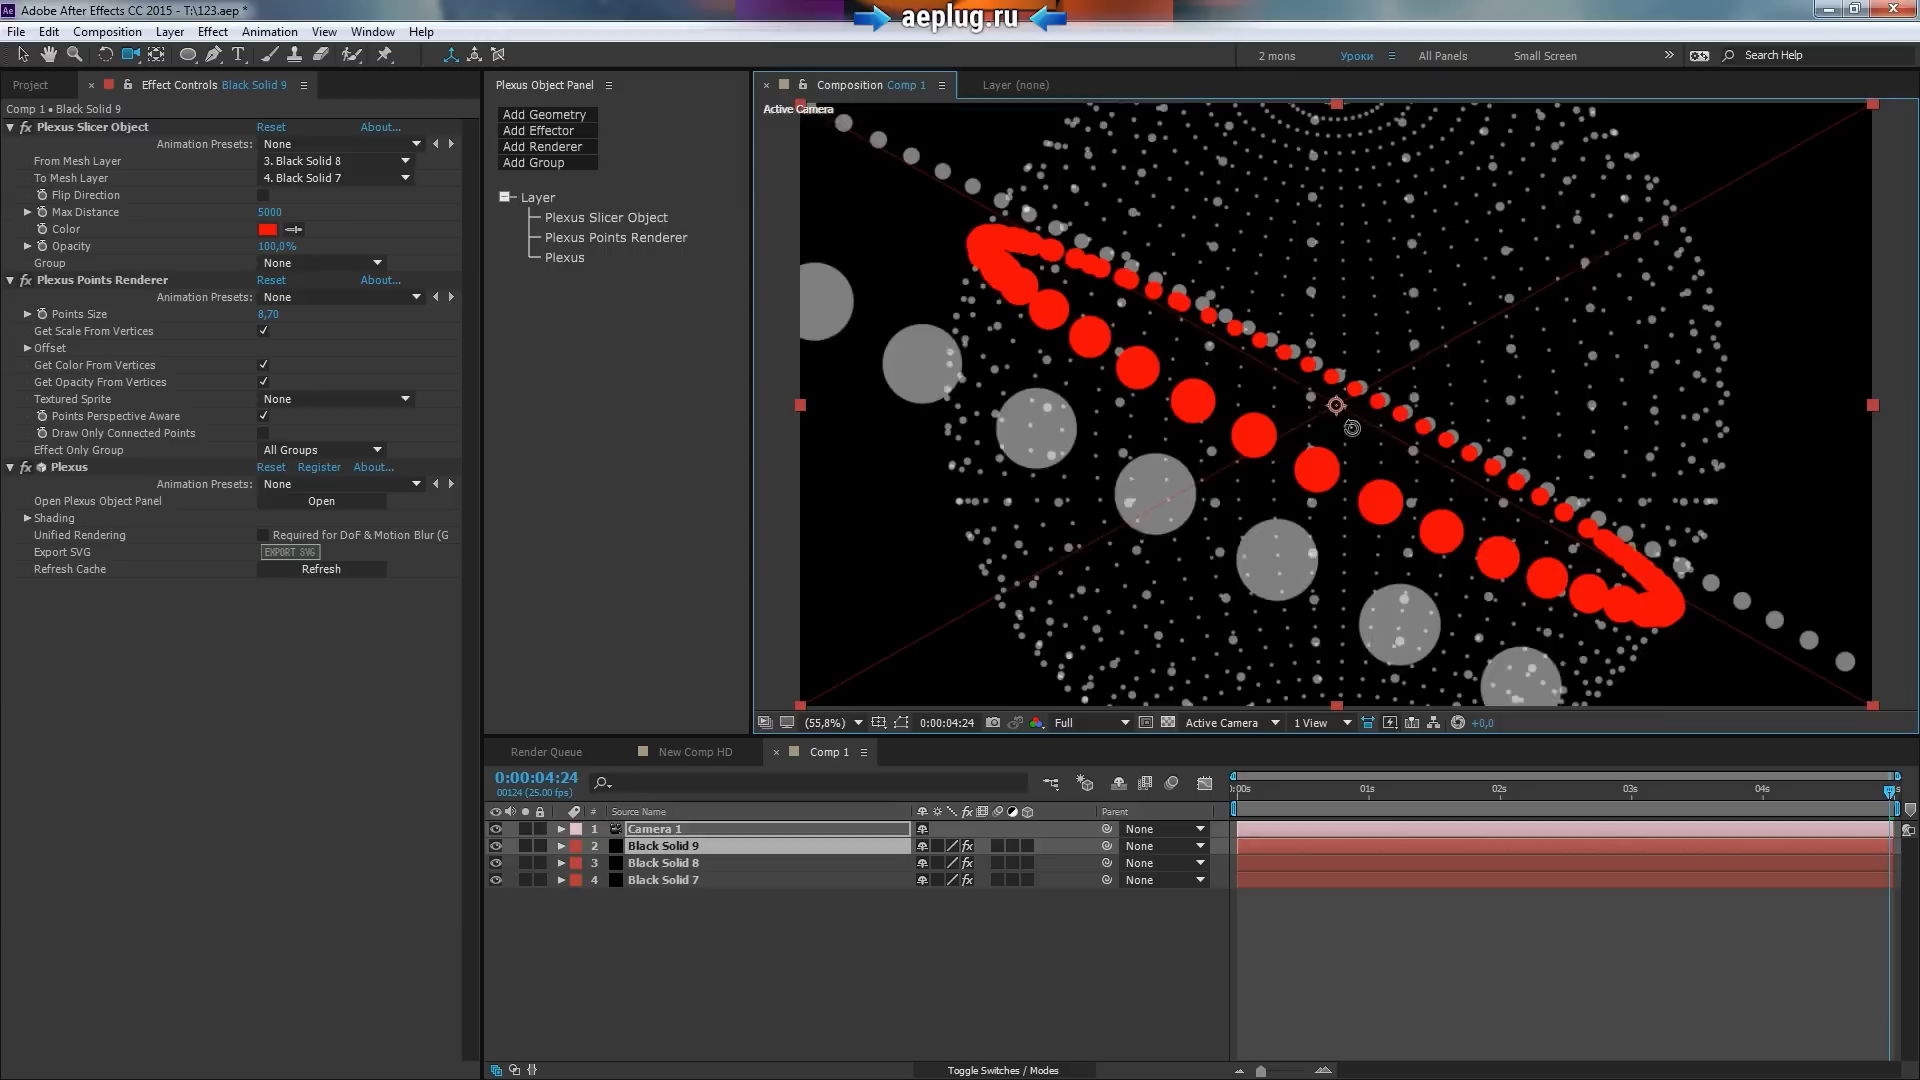 Adobe After Effects CC 2015 - T:\123.aep *
aeplug.ru
File Edit Composition Layer Effect Animation View Window Help
2 mons Уроки All Panels Small Screen Search Help
Project Effect Controls Black Solid 9
Comp 1 • Black Solid 9
Plexus Slicer Object Reset About...
Animation Presets: None
From Mesh Layer 3. Black Solid 8
To Mesh Layer 4. Black Solid 7
Flip Direction
Max Distance 5000
Color
Opacity 100,0%
Group None
Plexus Points Renderer Reset About...
Animation Presets: None
Points Size 8,70
Get Scale From Vertices
Offset
Get Color From Vertices
Get Opacity From Vertices
Textured Sprite None
Points Perspective Aware
Draw Only Connected Points
Effect Only Group All Groups
Plexus Reset Register About...
Animation Presets: None
Open Plexus Object Panel Open
Shading
Unified Rendering Required for DoF & Motion Blur (G
Export SVG EXPORT SVG
Refresh Cache Refresh
Plexus Object Panel
Add Geometry
Add Effector
Add Renderer
Add Group
Layer
Plexus Slicer Object
Plexus Points Renderer
Plexus
Composition Comp 1 Layer (none)
Active Camera
(55,8%) 0:00:04:24 Full Active Camera 1 View +0,0
Render Queue New Comp HD Comp 1
0:00:04:24
00124 (25.00 fps)
:00s 01s 02s 03s 04s s
# Source Name fx Parent
1 Camera 1 None
2 Black Solid 9 fx None
3 Black Solid 8 fx None
4 Black Solid 7 fx None
Toggle Switches / Modes